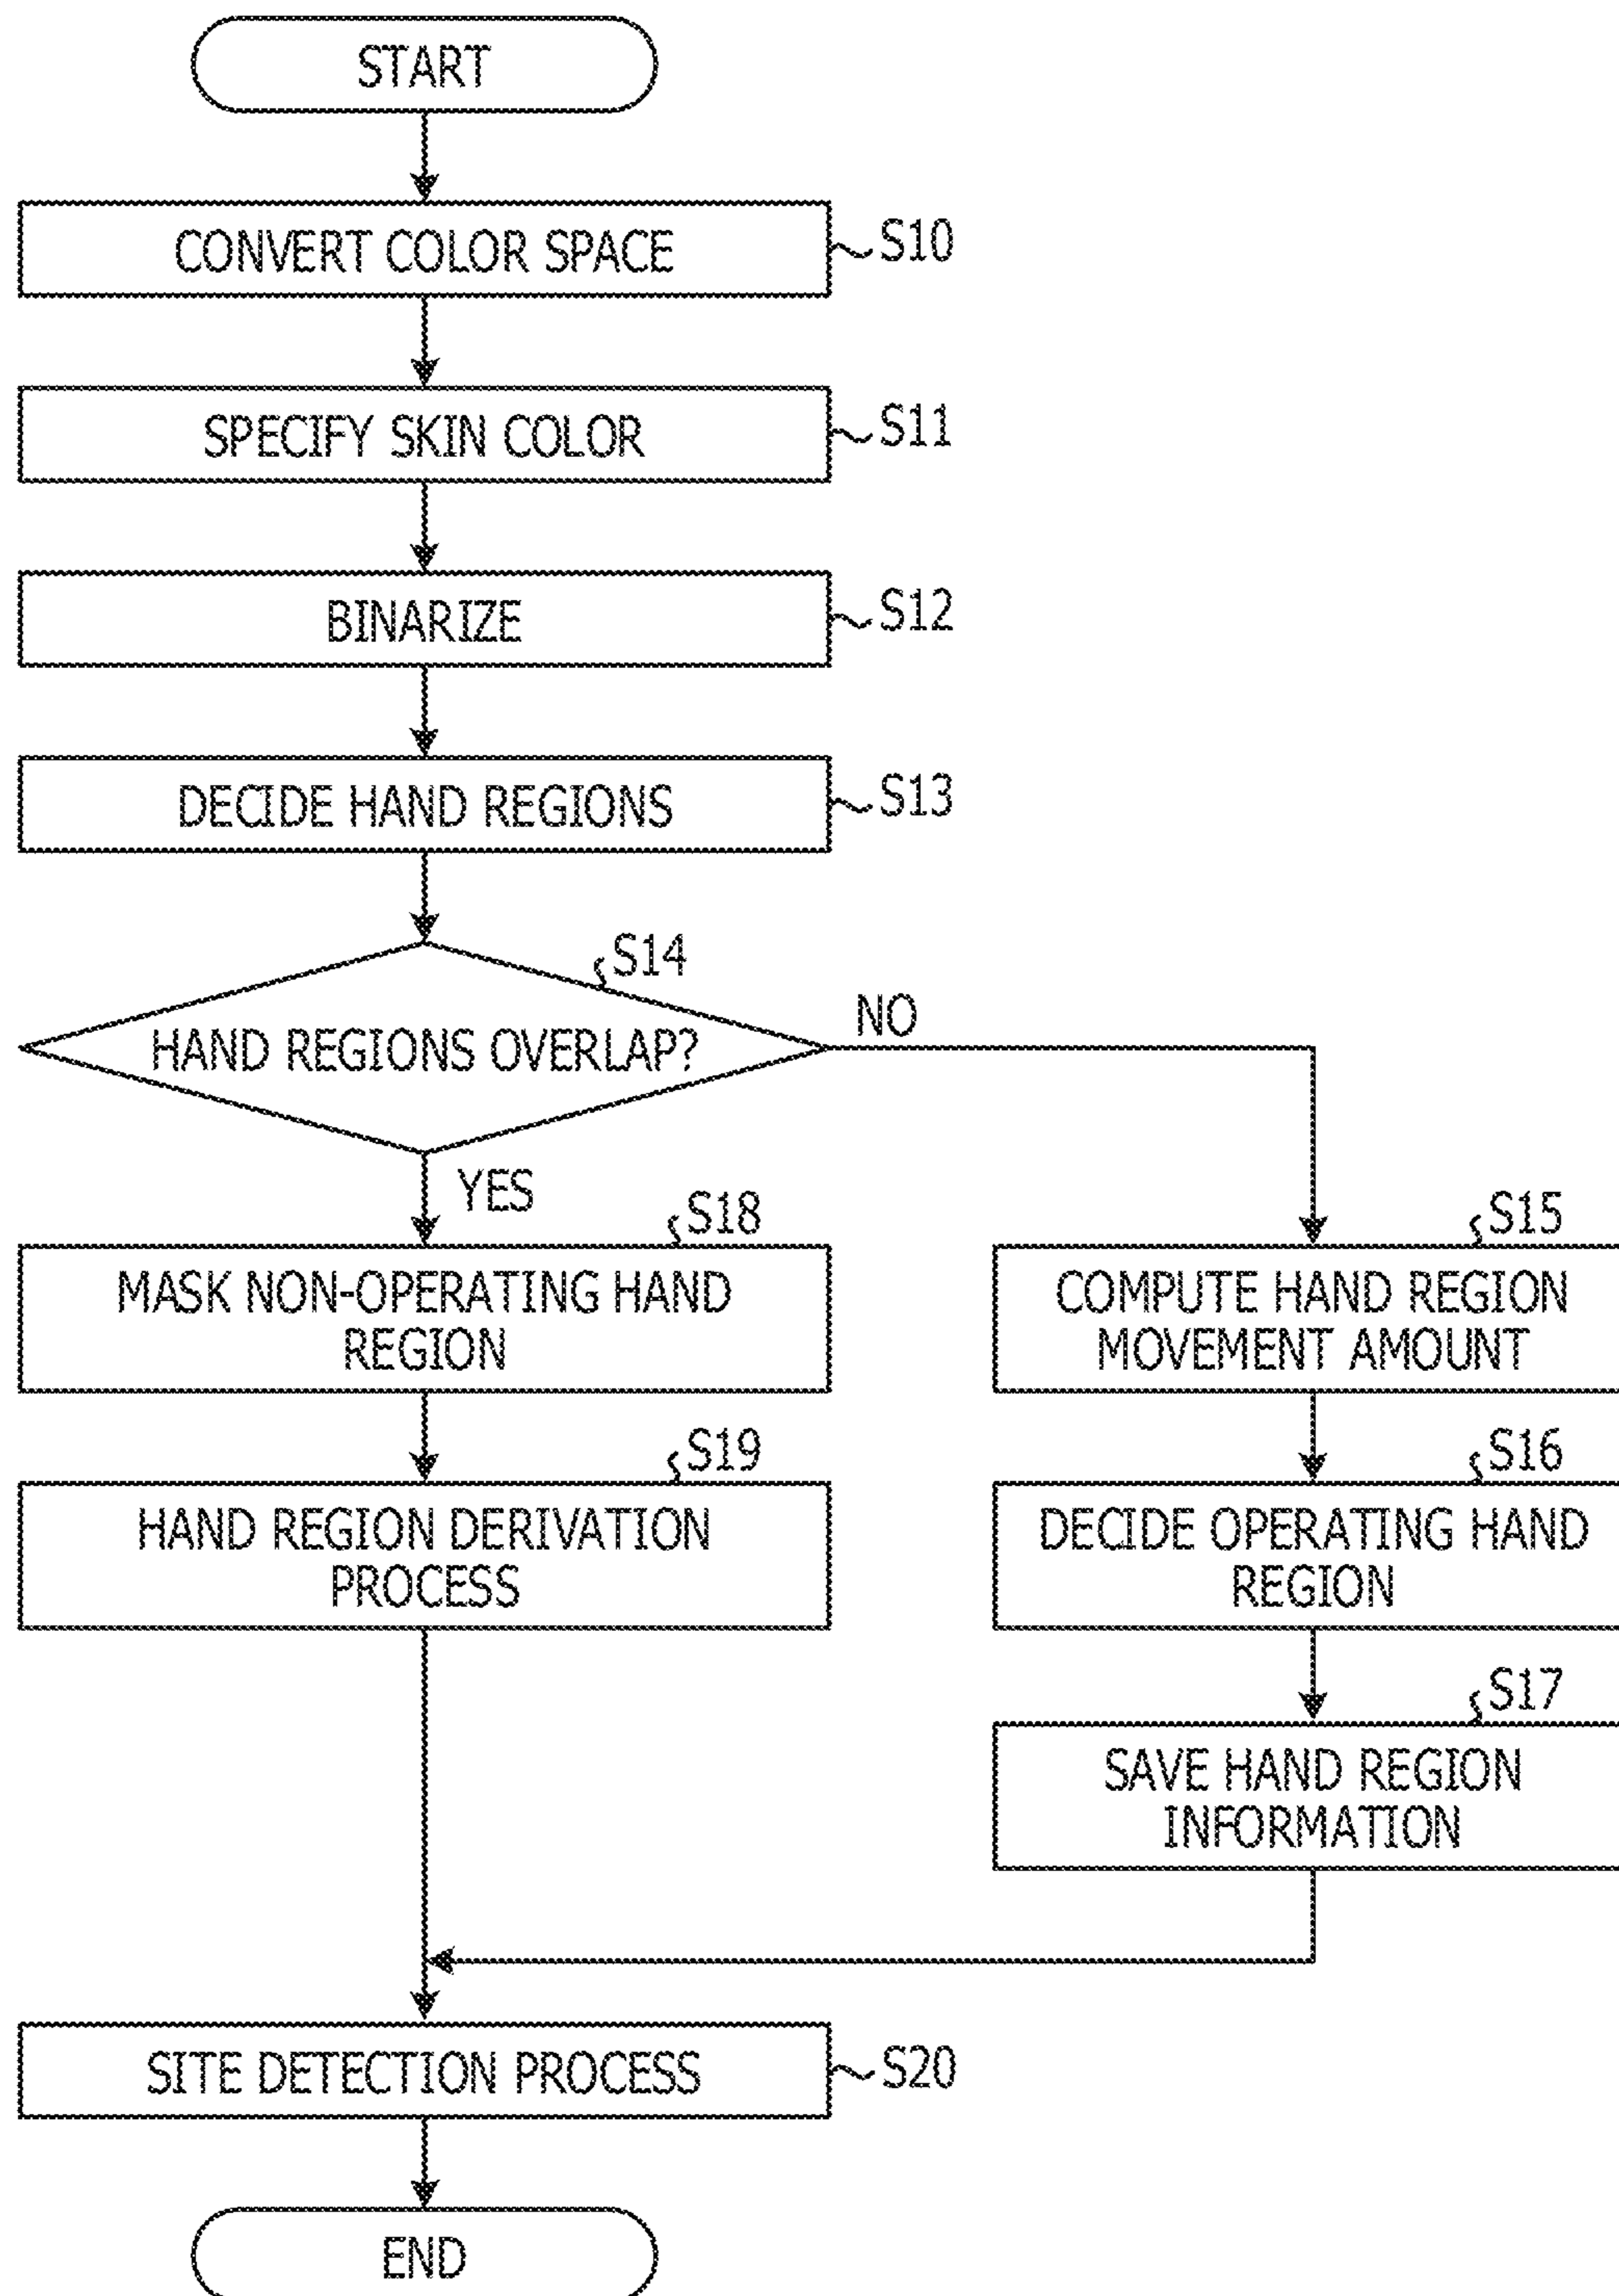 START
CONVERT COLOR SPACE
S10
SPECIFY SKIN COLOR
S11
BINARIZE
S12
DECIDE HAND REGIONS
S13
S14
HAND REGIONS OVERLAP?
NO
YES
S18
MASK NON-OPERATING HAND
REGION
S19
HAND REGION DERIVATION
PROCESS
S15
COMPUTE HAND REGION
MOVEMENT AMOUNT
S16
DECIDE OPERATING HAND
REGION
S17
SAVE HAND REGION
INFORMATION
SITE DETECTION PROCESS
S20
END